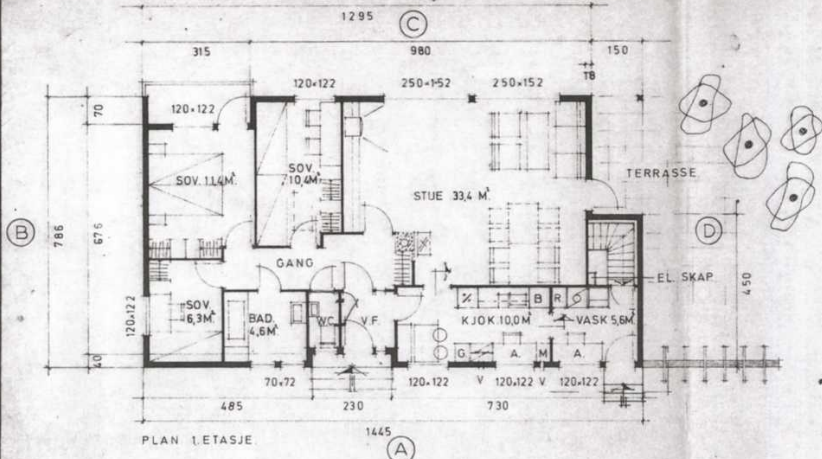 1295
C
315
980
150
18
120×122
250×152
250×152
120×122
70
SOV. 11,4M²
SOV. 10,4M²
STUE 33,4 M²
TERRASSE
B
786
676
D
GANG
EL. SKAP
450
SOV 6,3M²
BAD. 4,6M²
WC
V.F.
KJØK 10,0M²
B
R
VASK 5,6M²
120×122
40
G
A.
M
A.
70×72
120×122
V
120×122
V
120×122
485
230
730
1445
PLAN 1.ETASJE
A